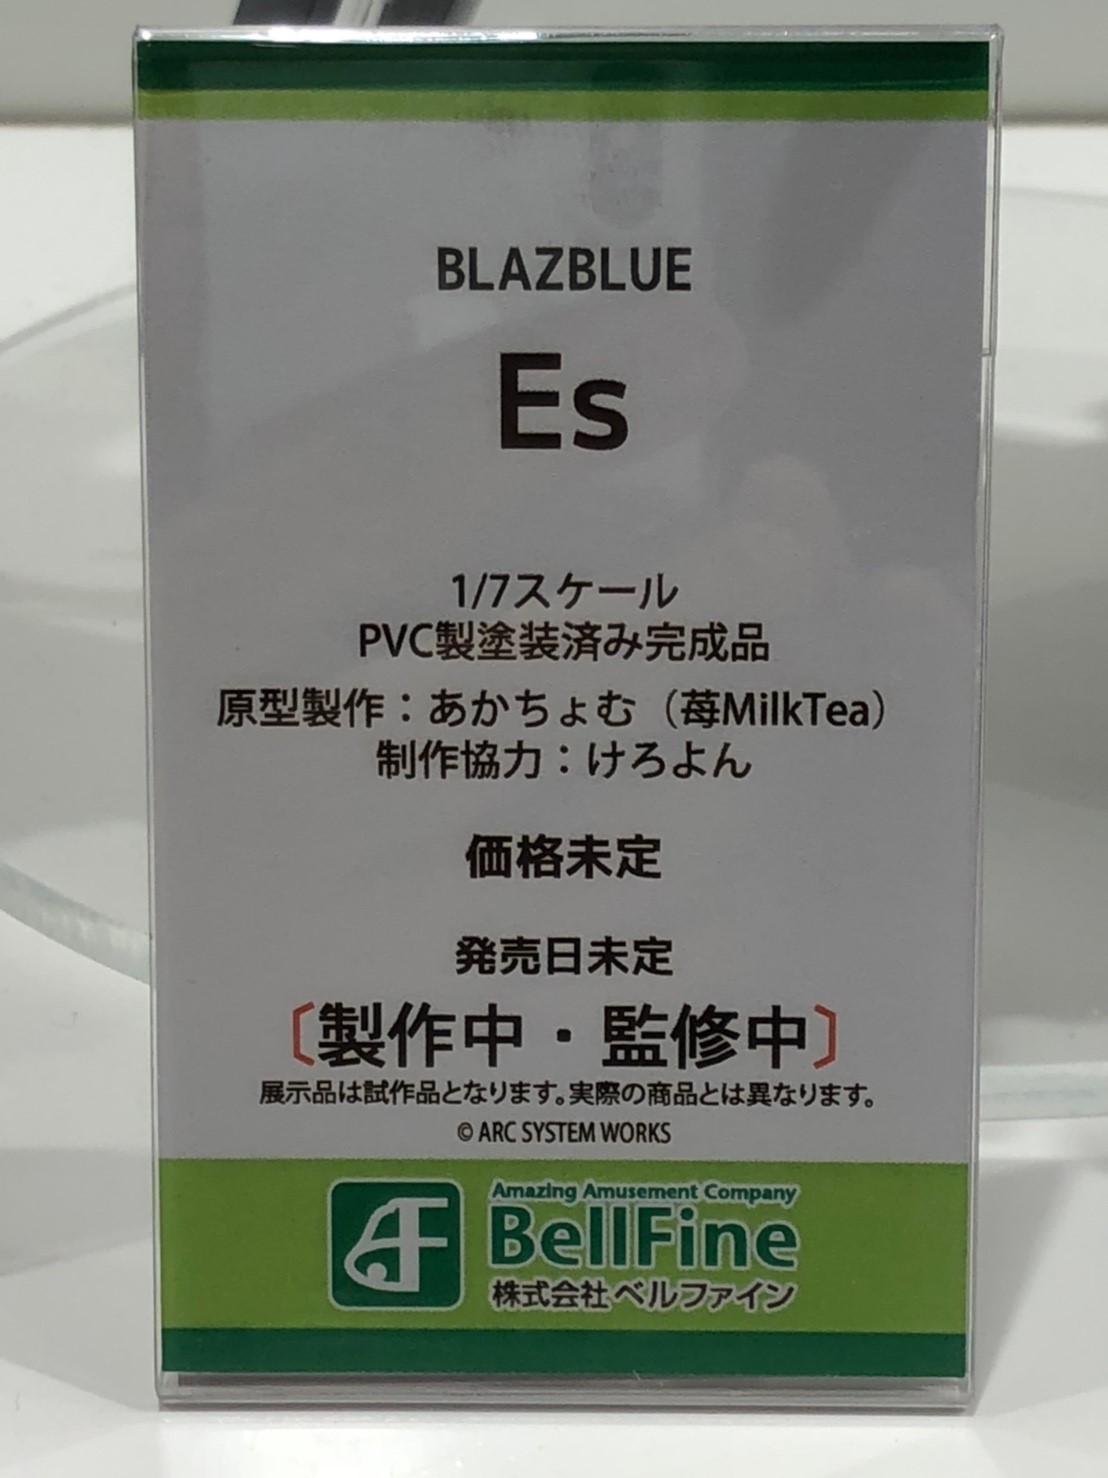 BLAZBLUE
Es
1/7スケール
PVC製塗装済み完成品
原型製作：あかちょむ（苺MilkTea）
制作協力：けろよん
価格未定
発売日未定
〔製作中・監修中〕
展示品は試作品となります。実際の商品とは異なります。
© ARC SYSTEM WORKS
Amazing Amusement Company
BellFine
株式会社ベルファイン